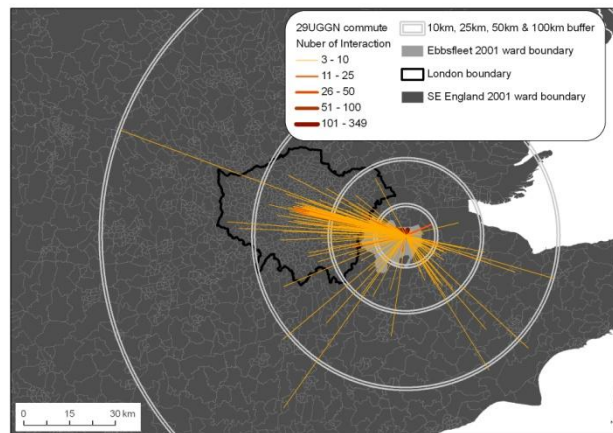 29UGGN commute
Nuber of Interaction
3 - 10
11 - 25
26 - 50
51 - 100
101 - 349
10km, 25km, 50km & 100km buffer
Ebbsfleet 2001 ward boundary
London boundary
SE England 2001 ward boundary
0 15 30 km